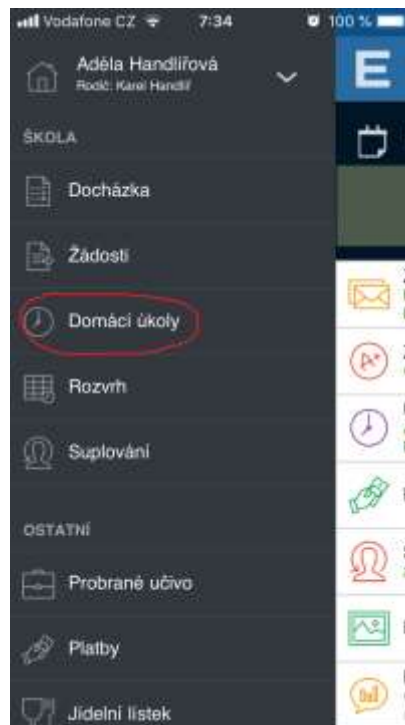 Vodafone CZ 7:34 100 %
Adéla Handlířová
Rodič: Karel Handlíř
E
ŠKOLA
Docházka
Žádosti
Domácí úkoly
A+
Rozvrh
Suplování
OSTATNÍ
Probrané učivo
Platby
Jídelní lístek